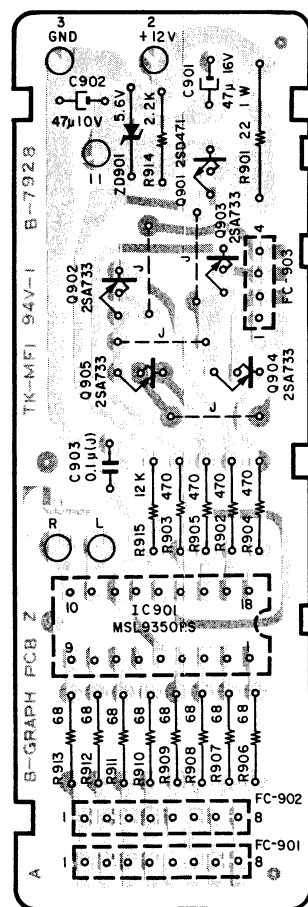 3 2
GND +12V
C902
47µ10V
11
5.6V
ZD901
2.2K
R914
C901
47µ 16V
1W
22
R901
Q901 2SD471
Q903
2SA733
Q902
2SA733
J
J
4
FC-903
1
J
Q905
2SA733
Q904
2SA733
J
TK-MFI 94V-1 B-7928
C903
0.1µ(J)
R L
12K
R915
470
R903
470
R905
470
R902
470
R904
10 18
IC901
MSL9350PS
9 1
68
R913
68
R912
68
R911
68
R910
68
R909
68
R908
68
R907
68
R906
B-GRAPH PCB Z
FC-902
1 8
FC-901
1 8
A